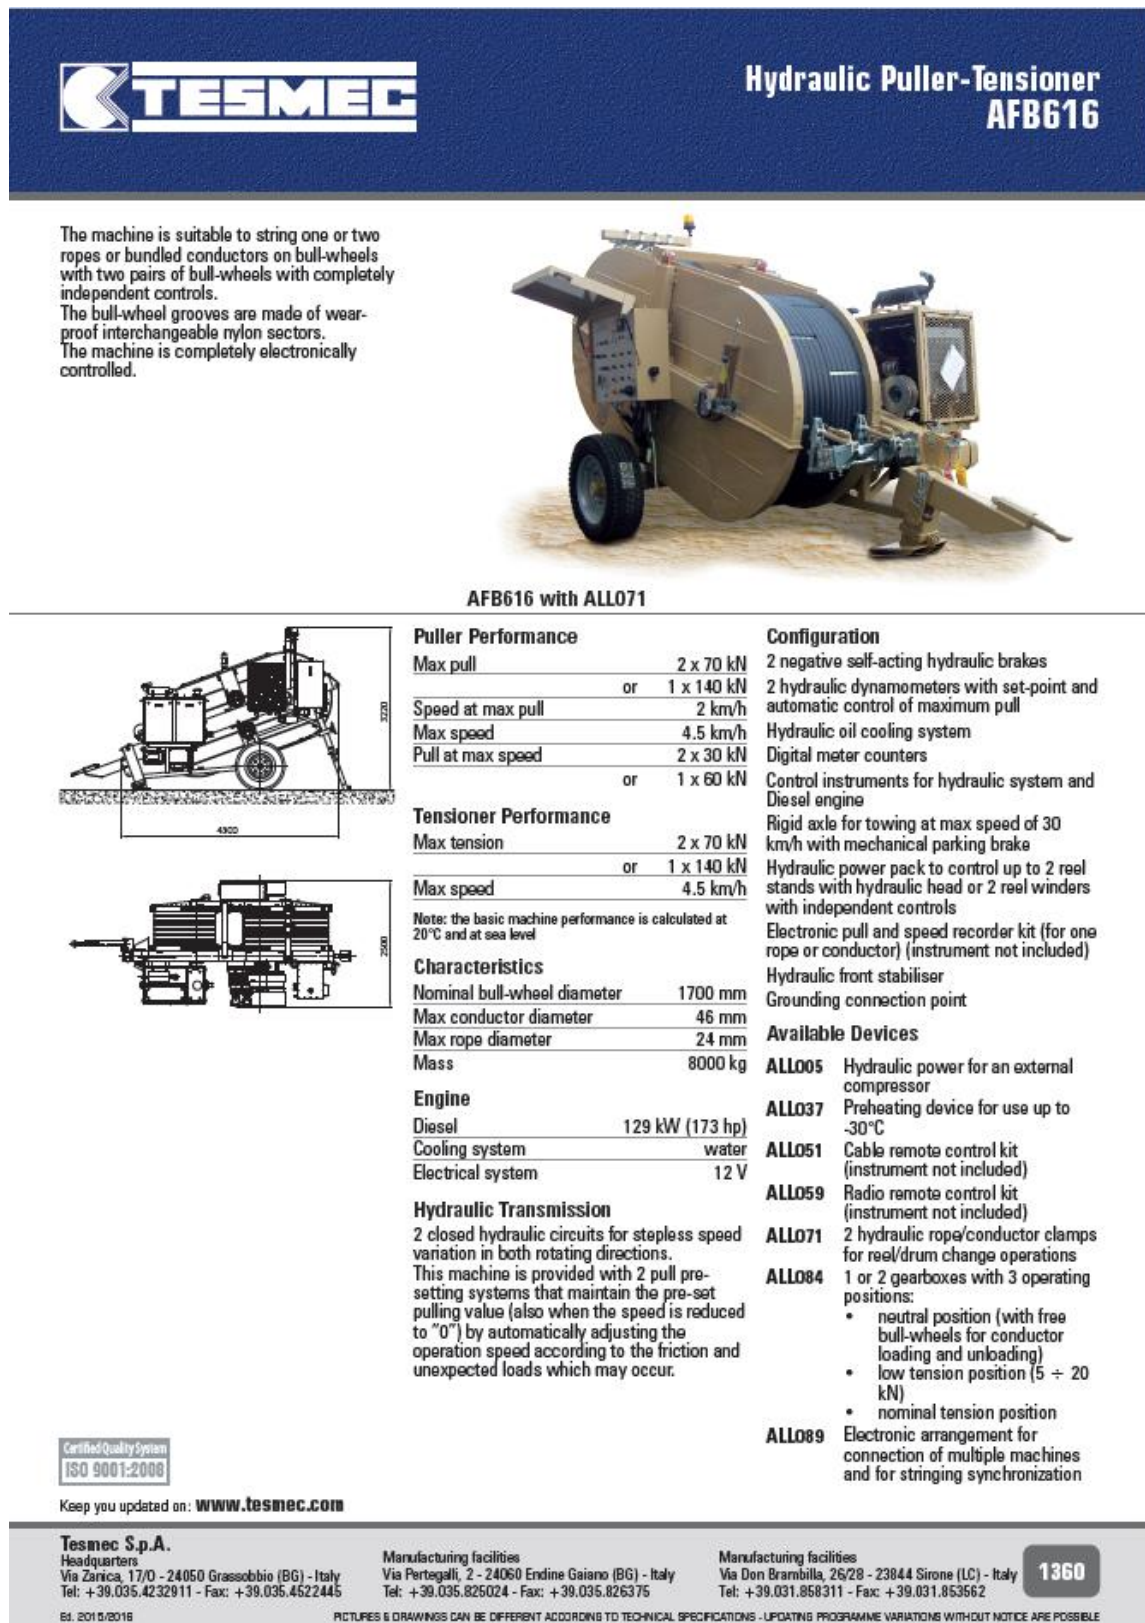 TESMEC
Hydraulic Puller-Tensioner
AFB616
The machine is suitable to string one or two
ropes or bundled conductors on bull-wheels
with two pairs of bull-wheels with completely
independent controls.
The bull-wheel grooves are made of wear-
proof interchangeable nylon sectors.
The machine is completely electronically
controlled.
AFB616 with ALL071
3220
4300
2500
Puller Performance
Max pull 2 x 70 kN
or 1 x 140 kN
Speed at max pull 2 km/h
Max speed 4.5 km/h
Pull at max speed 2 x 30 kN
or 1 x 60 kN
Tensioner Performance
Max tension 2 x 70 kN
or 1 x 140 kN
Max speed 4.5 km/h
Note: the basic machine performance is calculated at
20°C and at sea level
Characteristics
Nominal bull-wheel diameter 1700 mm
Max conductor diameter 46 mm
Max rope diameter 24 mm
Mass 8000 kg
Engine
Diesel 129 kW (173 hp)
Cooling system water
Electrical system 12 V
Hydraulic Transmission
2 closed hydraulic circuits for stepless speed
variation in both rotating directions.
This machine is provided with 2 pull pre-
setting systems that maintain the pre-set
pulling value (also when the speed is reduced
to "0") by automatically adjusting the
operation speed according to the friction and
unexpected loads which may occur.
Configuration
2 negative self-acting hydraulic brakes
2 hydraulic dynamometers with set-point and
automatic control of maximum pull
Hydraulic oil cooling system
Digital meter counters
Control instruments for hydraulic system and
Diesel engine
Rigid axle for towing at max speed of 30
km/h with mechanical parking brake
Hydraulic power pack to control up to 2 reel
stands with hydraulic head or 2 reel winders
with independent controls
Electronic pull and speed recorder kit (for one
rope or conductor) (instrument not included)
Hydraulic front stabiliser
Grounding connection point
Available Devices
ALL005 Hydraulic power for an external
compressor
ALL037 Preheating device for use up to
-30°C
ALL051 Cable remote control kit
(instrument not included)
ALL059 Radio remote control kit
(instrument not included)
ALL071 2 hydraulic rope/conductor clamps
for reel/drum change operations
ALL084 1 or 2 gearboxes with 3 operating
positions:
• neutral position (with free
bull-wheels for conductor
loading and unloading)
• low tension position (5 ÷ 20
kN)
• nominal tension position
ALL089 Electronic arrangement for
connection of multiple machines
and for stringing synchronization
Certified Quality System
ISO 9001:2008
Keep you updated on: www.tesmec.com
Tesmec S.p.A.
Headquarters
Via Zanica, 17/O - 24050 Grassobbio (BG) - Italy
Tel: +39.035.4232911 - Fax: +39.035.4522445
Manufacturing facilities
Via Pertegalli, 2 - 24060 Endine Gaiano (BG) - Italy
Tel: +39.035.825024 - Fax: +39.035.826375
Manufacturing facilities
Via Don Brambilla, 26/28 - 23844 Sirone (LC) - Italy
Tel: +39.031.858311 - Fax: +39.031.853562
1360
Ed. 2015/2016
PICTURES & DRAWINGS CAN BE DIFFERENT ACCORDING TO TECHNICAL SPECIFICATIONS - UPDATING PROGRAMME VARIATIONS WITHOUT NOTICE ARE POSSIBLE